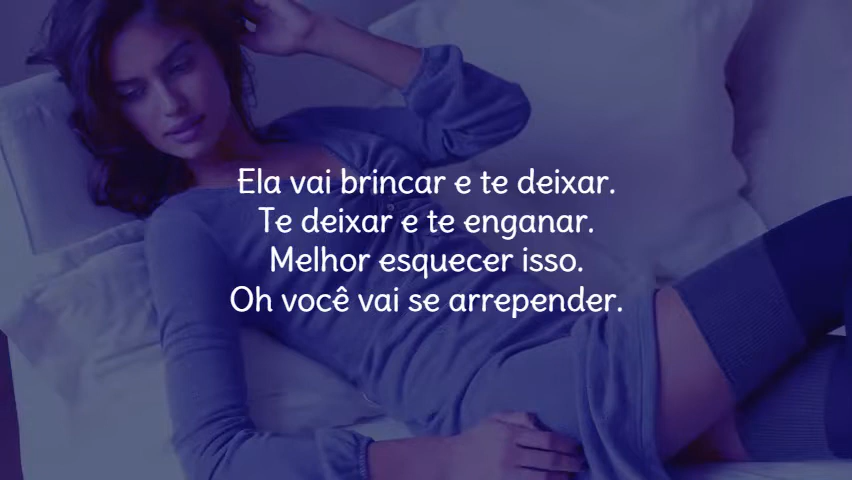 Ela vai brincar e te deixar.
Te deixar e te enganar.
Melhor esquecer isso.
Oh você vai se arrepender.